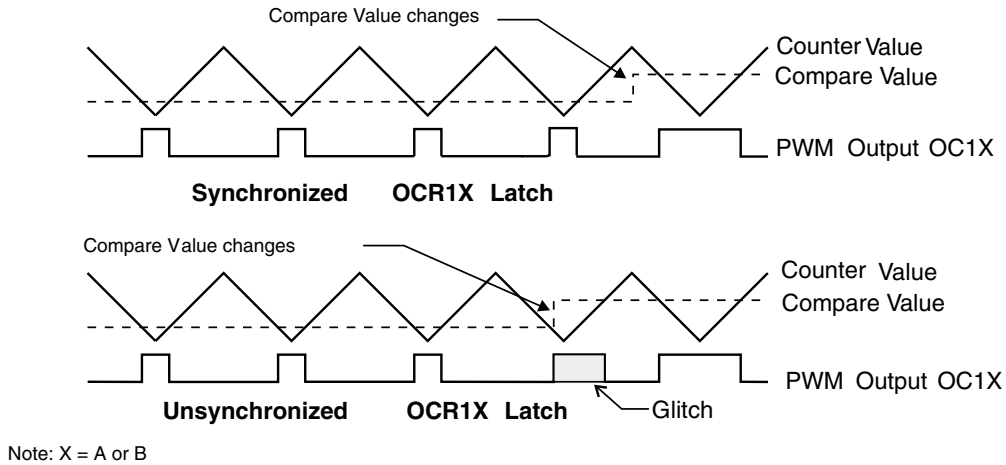 Compare Value changes
Counter Value
Compare Value
PWM Output OC1X
Synchronized OCR1X Latch
Compare Value changes
Counter Value
Compare Value
PWM Output OC1X
Unsynchronized OCR1X Latch
Glitch
Note: X = A or B